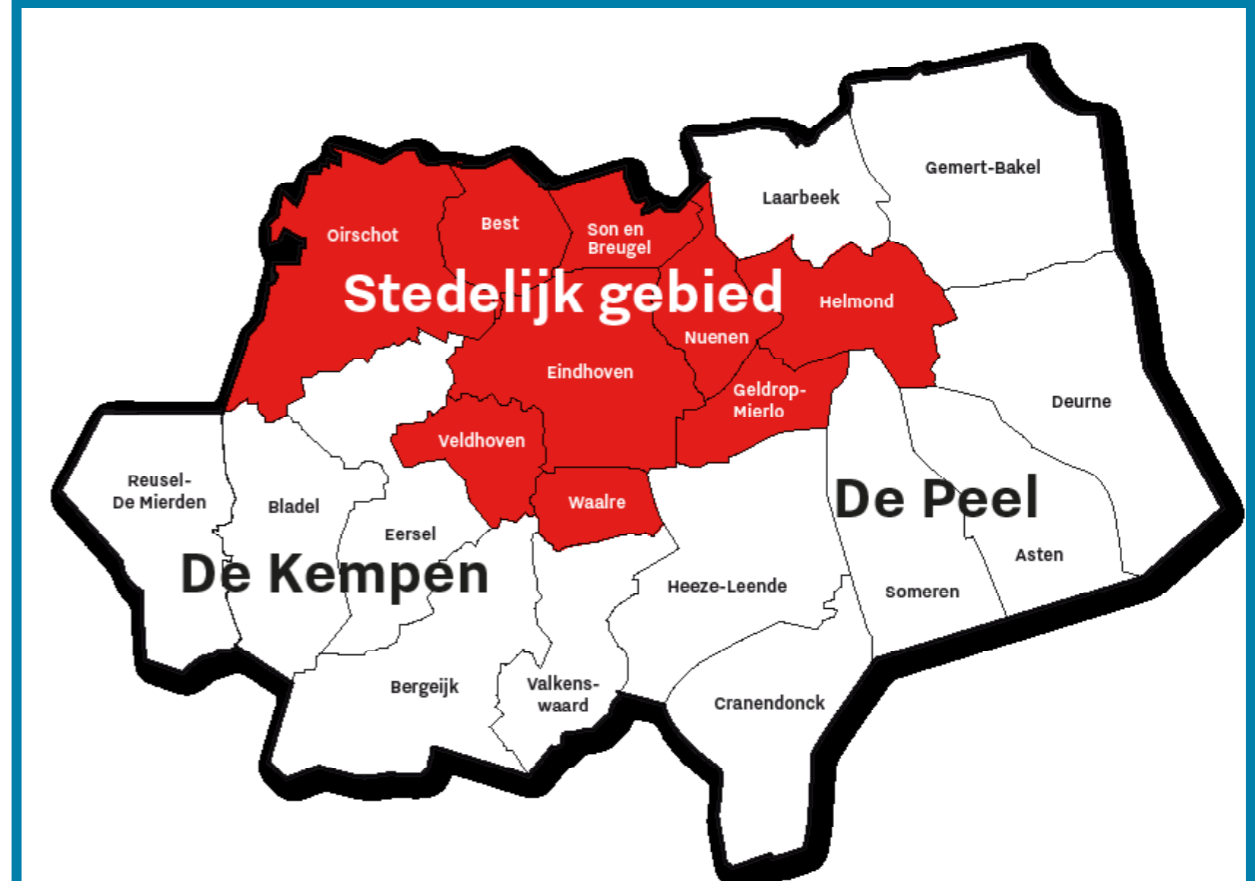 Gemert-Bakel
Laarbeek
Oirschot
Best
Son en
Breugel
Stedelijk gebied
Helmond
Nuenen
Eindhoven
Geldrop-
Mierlo
Deurne
Veldhoven
Reusel-
De Mierden
Bladel
Waalre
De Peel
Eersel
Asten
De Kempen
Heeze-Leende
Someren
Bergeijk
Valkens-
waard
Cranendonck